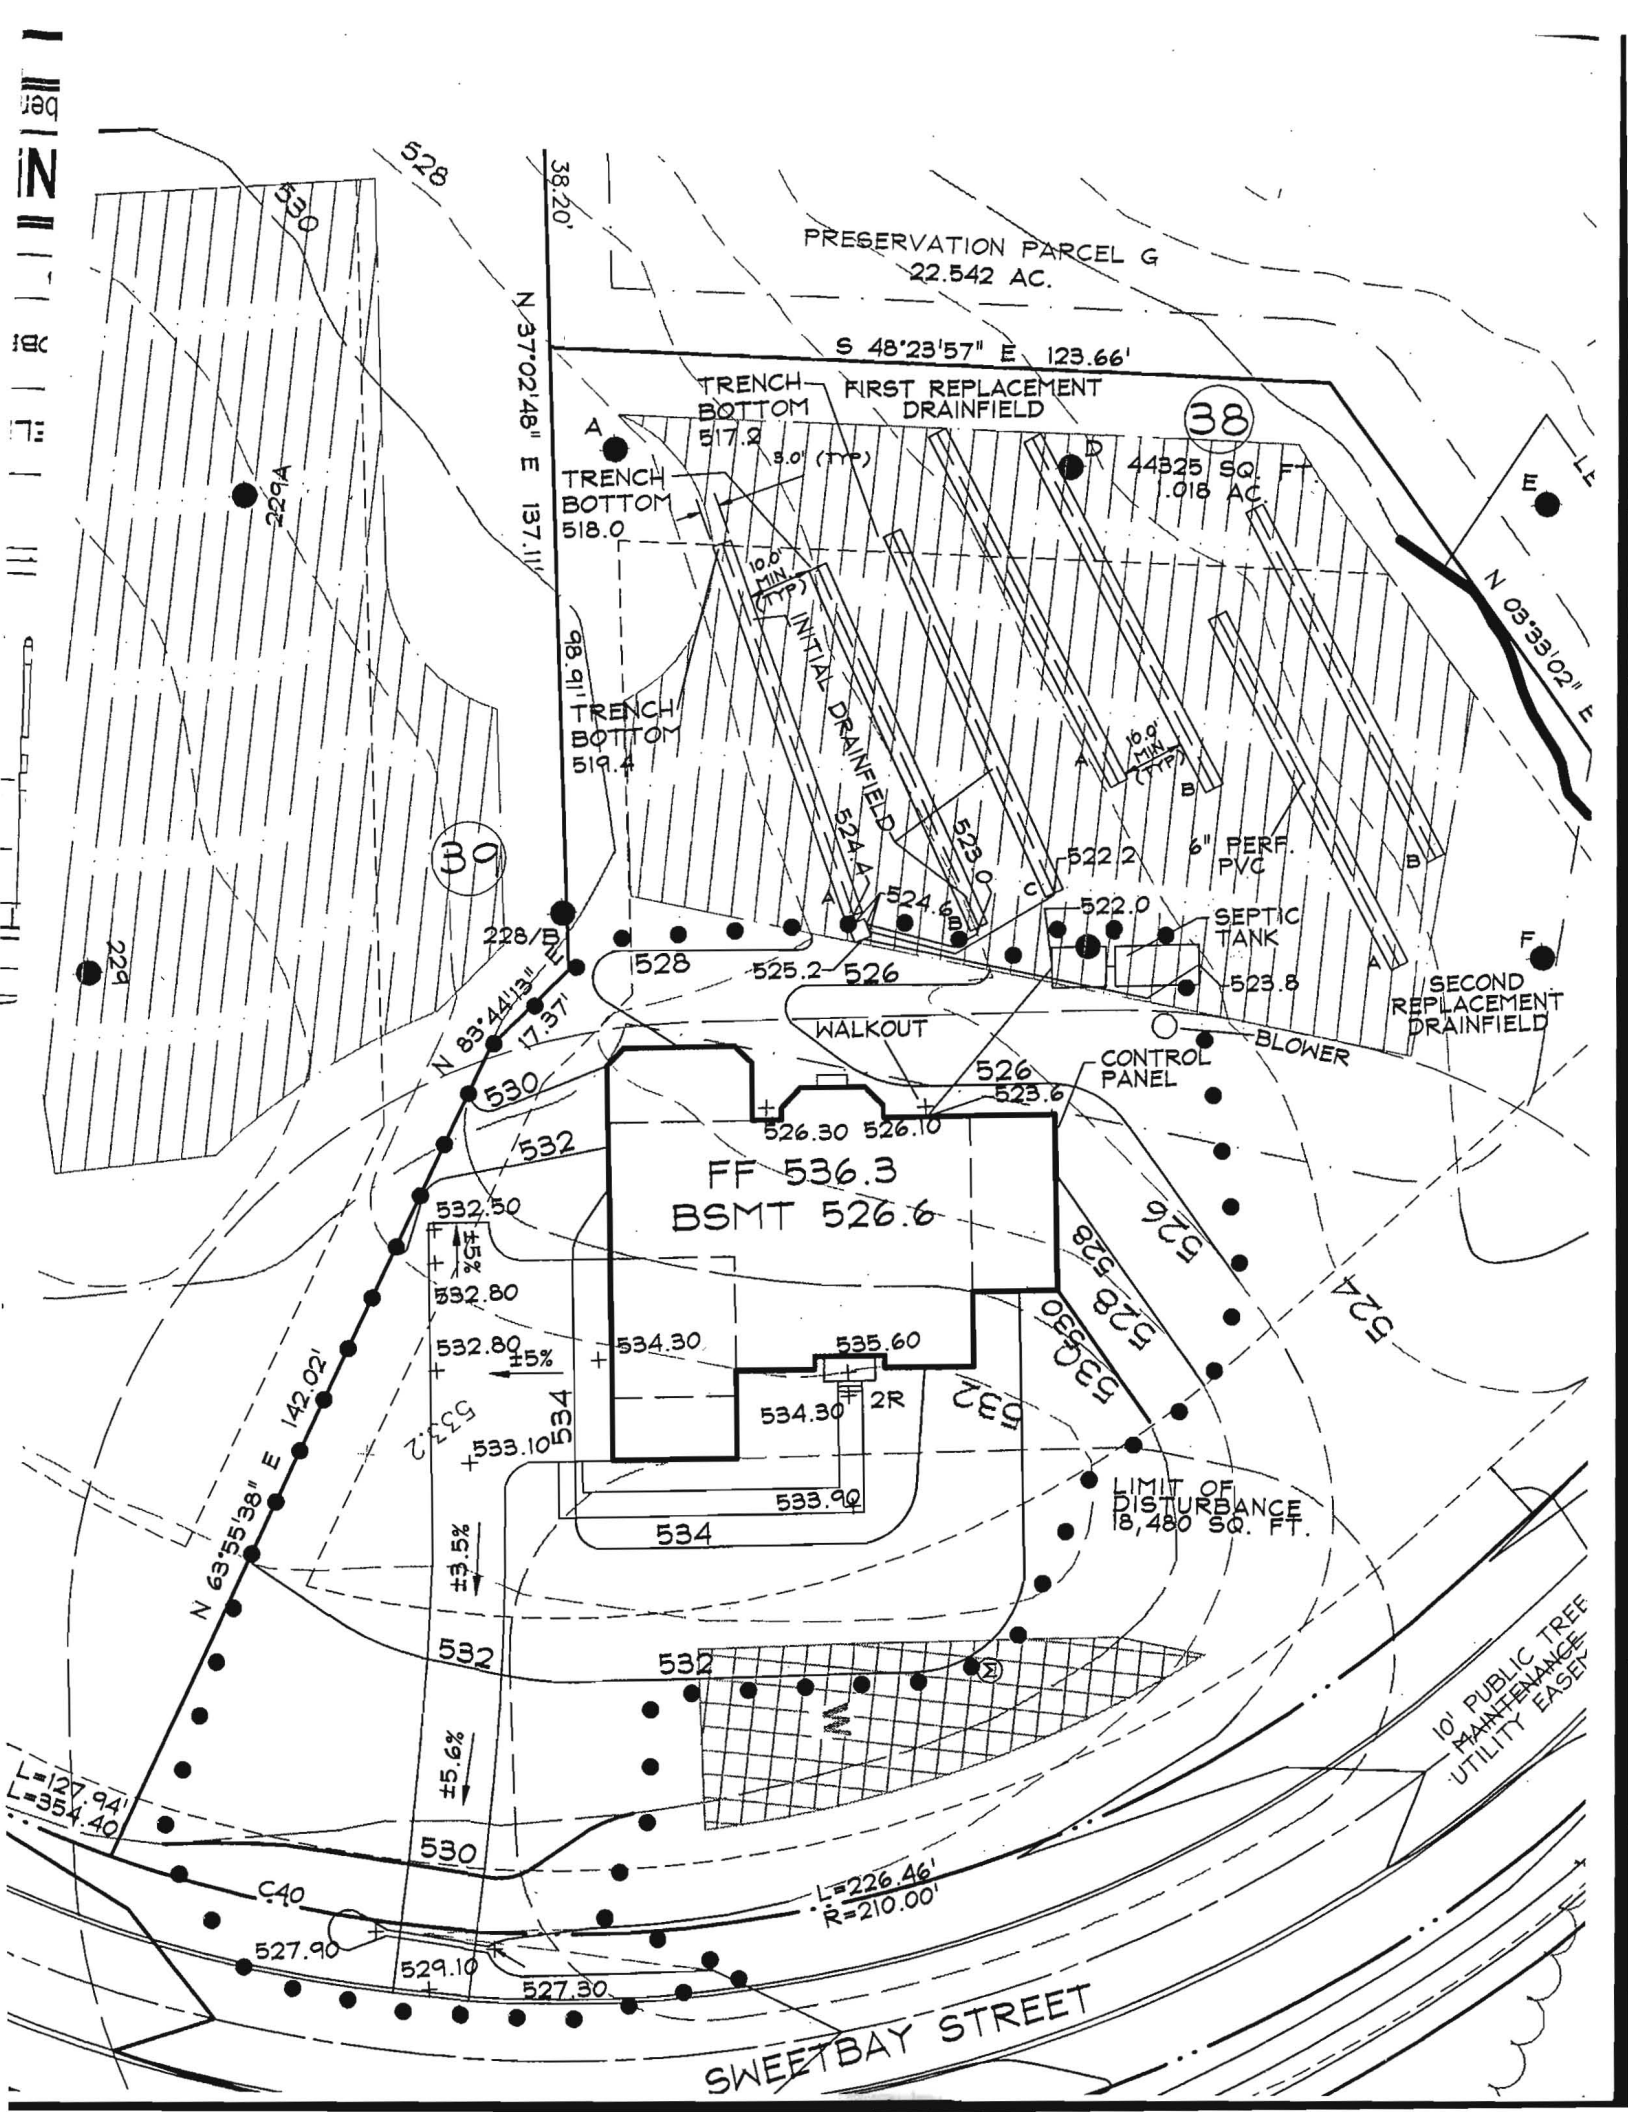 528
530
38.20'
PRESERVATION PARCEL G
22.542 AC.
N 37°02'48" E 137.11'
S 48°23'57" E 123.66'
TRENCH
BOTTOM
517.2
FIRST REPLACEMENT
DRAINFIELD
38
44325 SQ. FT.
1.018 AC.
A
D
E
5.0' (TYP)
TRENCH
BOTTOM
518.0
229A
10.0'
MIN
(TYP)
INITIAL DRAINFIELD
N 03°33'02" E
98.91'
TRENCH
BOTTOM
519.4
A
10.0'
MIN
(TYP)
B
524.4
523.0
522.2
6" PERF.
PVC
B
A
524.6
B
C
522.0
SEPTIC
TANK
228/B
229
528
525.2
526
523.8
A
F
SECOND
REPLACEMENT
DRAINFIELD
N 83°44'13" E
17.37'
WALKOUT
BLOWER
CONTROL
PANEL
530
526
523.6
526.30 526.10
532
FF 536.3
BSMT 526.6
532.50
±5%
526
528
528
524
532.80
532.80
±5%
534.30
535.60
530
530
530
532
142.02'
534
2R
534.30
533.2
533.10
533.90
534
LIMIT OF
DISTURBANCE
18,480 SQ. FT.
N 63°55'38" E
±3.5%
532
532
W
10' PUBLIC TREE
MAINTENANCE
±5.6%
L=127.94'
L=354.40
530
C40
L=226.46'
R=210.00'
527.90
529.10
527.30
SWEETBAY STREET